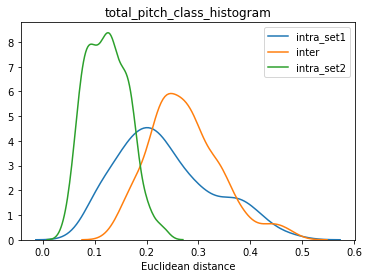 total_pitch_class_histogram
intra_set1
inter
intra_set2
8
7
6
5
4
3
2
1
0
0.0 0.1 0.2 0.3 0.4 0.5 0.6
Euclidean distance